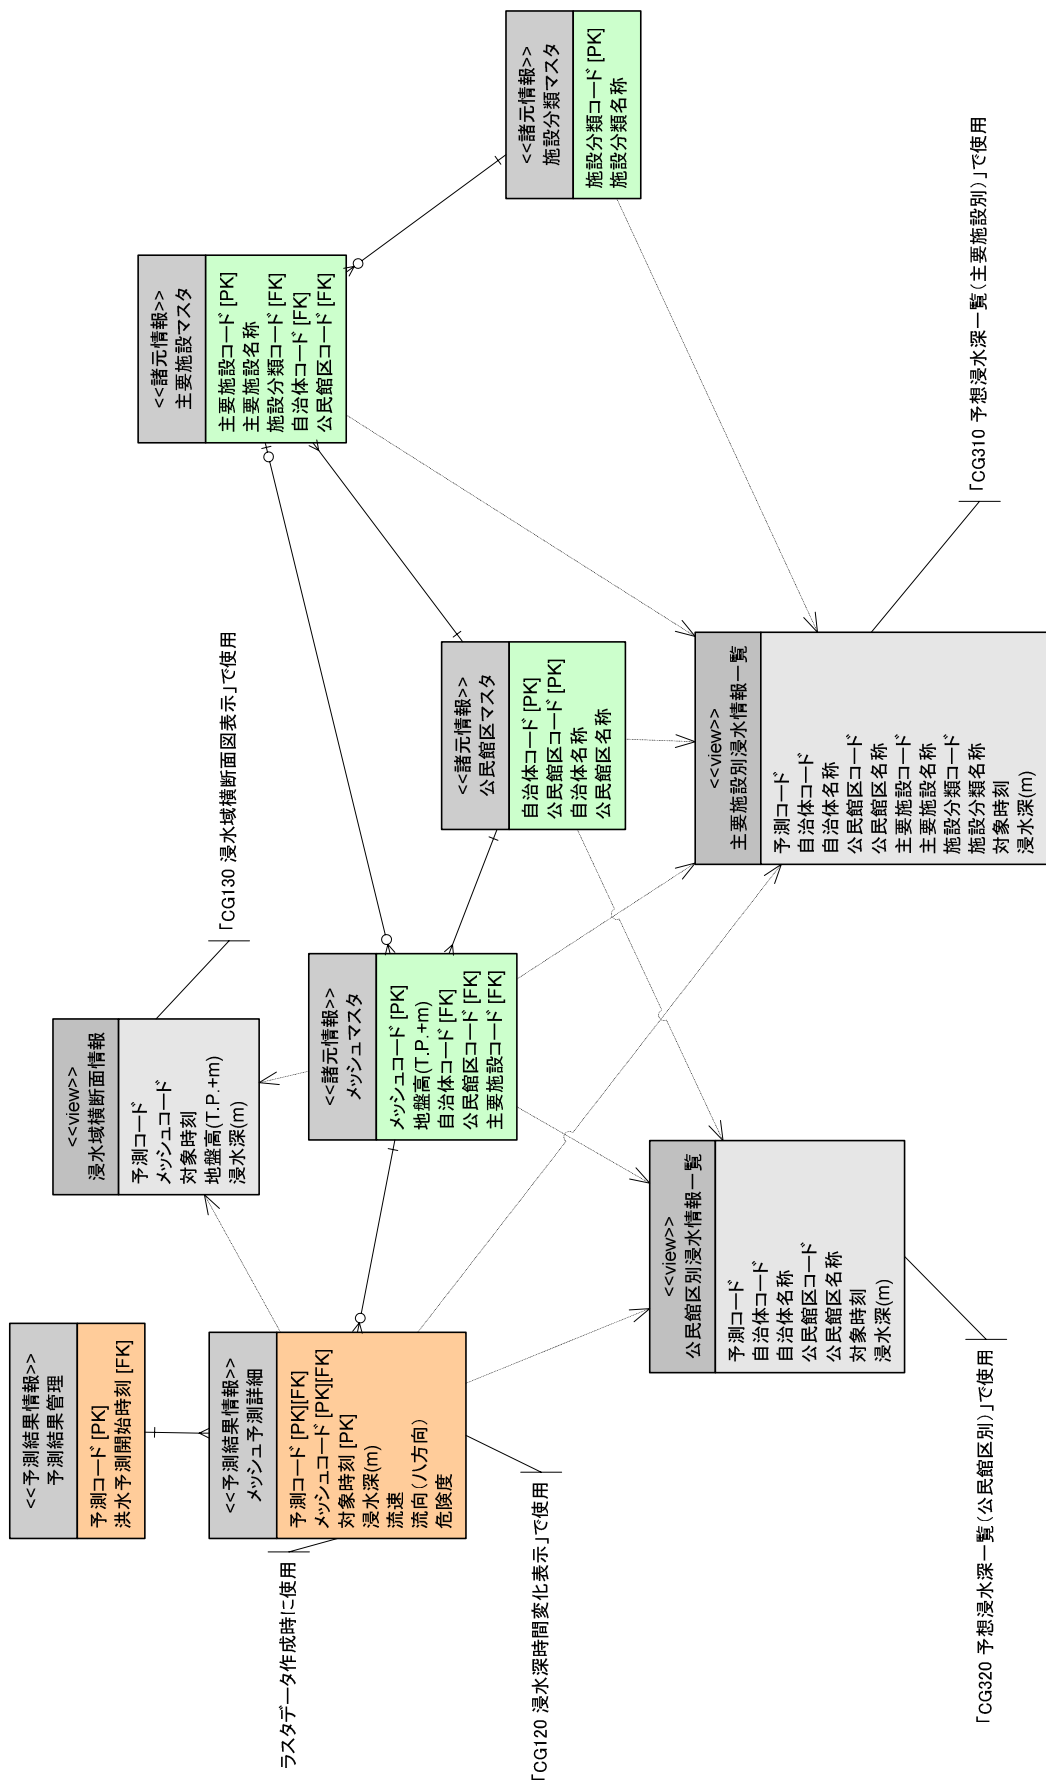 <<予測結果情報>>
予測結果管理
予測コード [PK]
洪水予測開始時刻 [FK]
<<view>>
浸水域横断面情報
予測コード
メッシュコード
対象時刻
地盤高(T.P.+m)
浸水深(m)
「CG130 浸水域横断面図表示」で使用
<<諸元情報>>
主要施設マスタ
主要施設コード [PK]
主要施設名称
施設分類コード [FK]
自治体コード [FK]
公民館区コード [FK]
<<予測結果情報>>
メッシュ予測詳細
予測コード [PK][FK]
メッシュコード [PK][FK]
対象時刻 [PK]
浸水深(m)
流速
流向（八方向）
危険度
ラスタデータ作成時に使用
<<諸元情報>>
メッシュマスタ
メッシュコード [PK]
地盤高(T.P.+m)
自治体コード [FK]
公民館区コード [FK]
主要施設コード [FK]
<<諸元情報>>
公民館区マスタ
自治体コード [PK]
公民館区コード [PK]
自治体名称
公民館区名称
<<諸元情報>>
施設分類マスタ
施設分類コード [PK]
施設分類名称
「CG120 浸水深時間変化表示」で使用
<<view>>
公民館区別浸水情報一覧
予測コード
自治体コード
自治体名称
公民館区コード
公民館区名称
対象時刻
浸水深(m)
<<view>>
主要施設別浸水情報一覧
予測コード
自治体コード
自治体名称
公民館区コード
公民館区名称
主要施設コード
主要施設名称
施設分類コード
施設分類名称
対象時刻
浸水深(m)
「CG320 予想浸水深一覧（公民館区別）」で使用
「CG310 予想浸水深一覧（主要施設別）」で使用